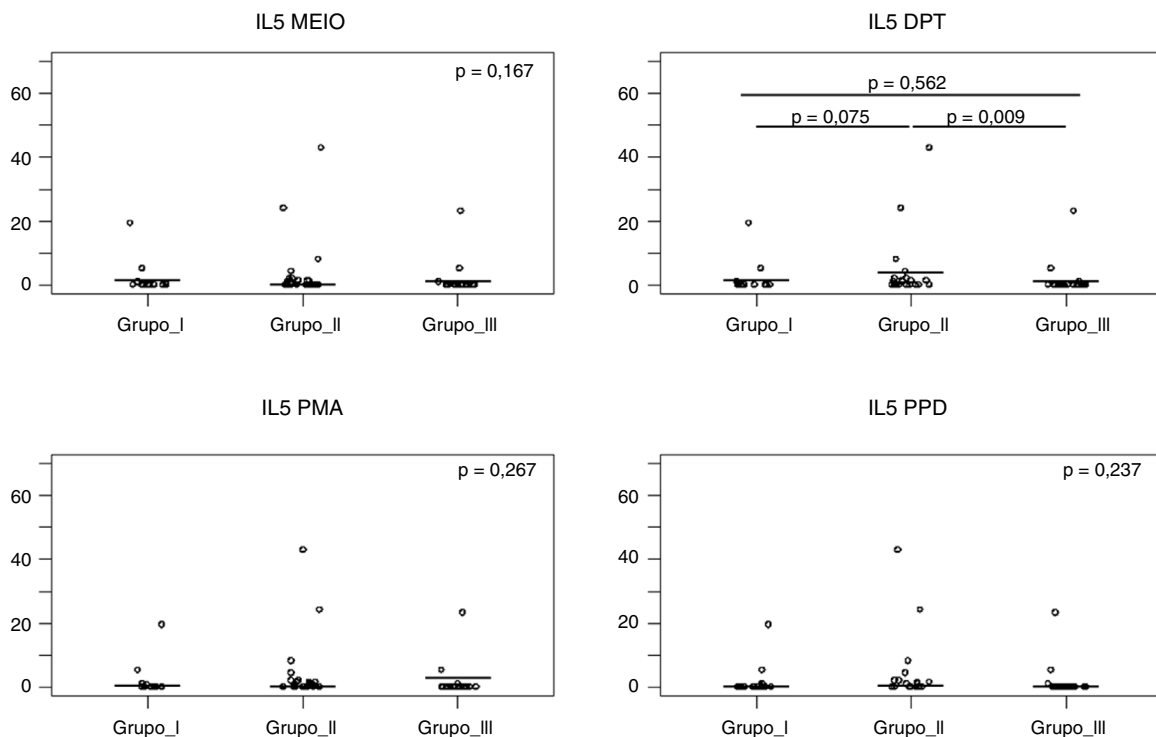 IL5 MEIO
p = 0,167
60
40
20
0
Grupo_I
Grupo_II
Grupo_III
IL5 DPT
p = 0,562
p = 0,075
p = 0,009
60
40
20
0
Grupo_I
Grupo_II
Grupo_III
IL5 PMA
p = 0,267
60
40
20
0
Grupo_I
Grupo_II
Grupo_III
IL5 PPD
p = 0,237
60
40
20
0
Grupo_I
Grupo_II
Grupo_III